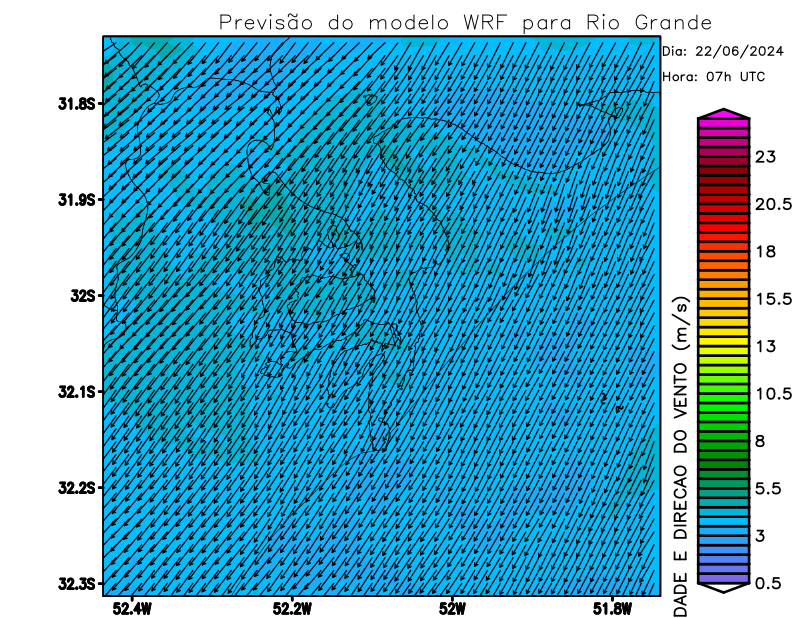 Previsão do modelo WRF para Rio Grande
Dia: 22/06/2024
Hora: 07h UTC
31.8S
31.9S
32S
32.1S
32.2S
32.3S
52.4W
52.2W
52W
51.8W
23
20.5
18
15.5
13
10.5
8
5.5
3
0.5
DADE E DIRECAO DO VENTO (m/s)